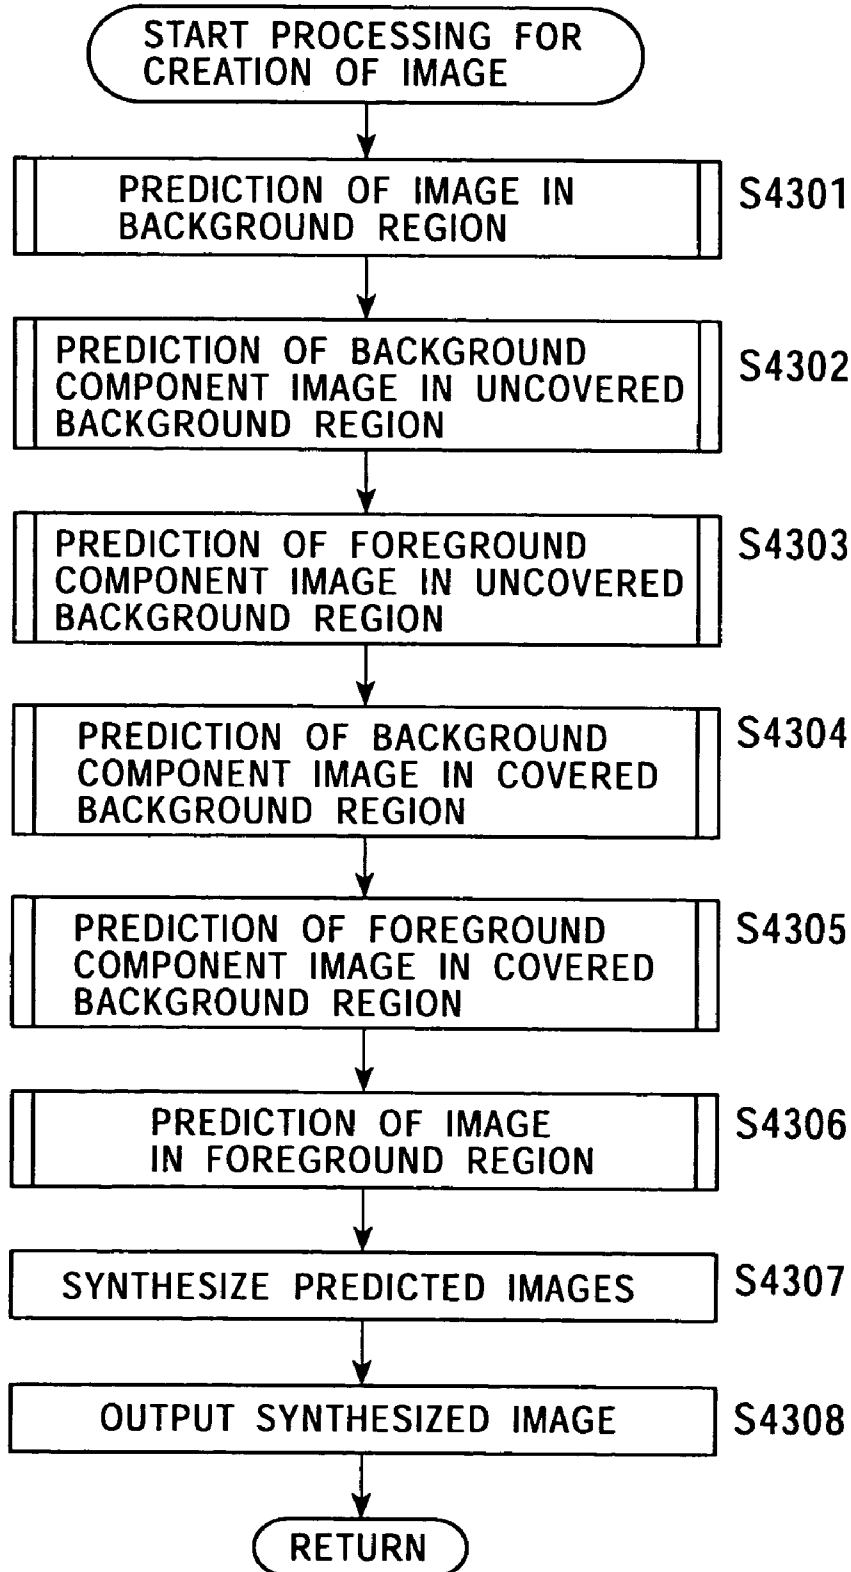 START PROCESSING FOR
CREATION OF IMAGE
PREDICTION OF IMAGE IN
BACKGROUND REGION
S4301
PREDICTION OF BACKGROUND
COMPONENT IMAGE IN UNCOVERED
BACKGROUND REGION
S4302
PREDICTION OF FOREGROUND
COMPONENT IMAGE IN UNCOVERED
BACKGROUND REGION
S4303
PREDICTION OF BACKGROUND
COMPONENT IMAGE IN COVERED
BACKGROUND REGION
S4304
PREDICTION OF FOREGROUND
COMPONENT IMAGE IN COVERED
BACKGROUND REGION
S4305
PREDICTION OF IMAGE
IN FOREGROUND REGION
S4306
SYNTHESIZE PREDICTED IMAGES
S4307
OUTPUT SYNTHESIZED IMAGE
S4308
RETURN